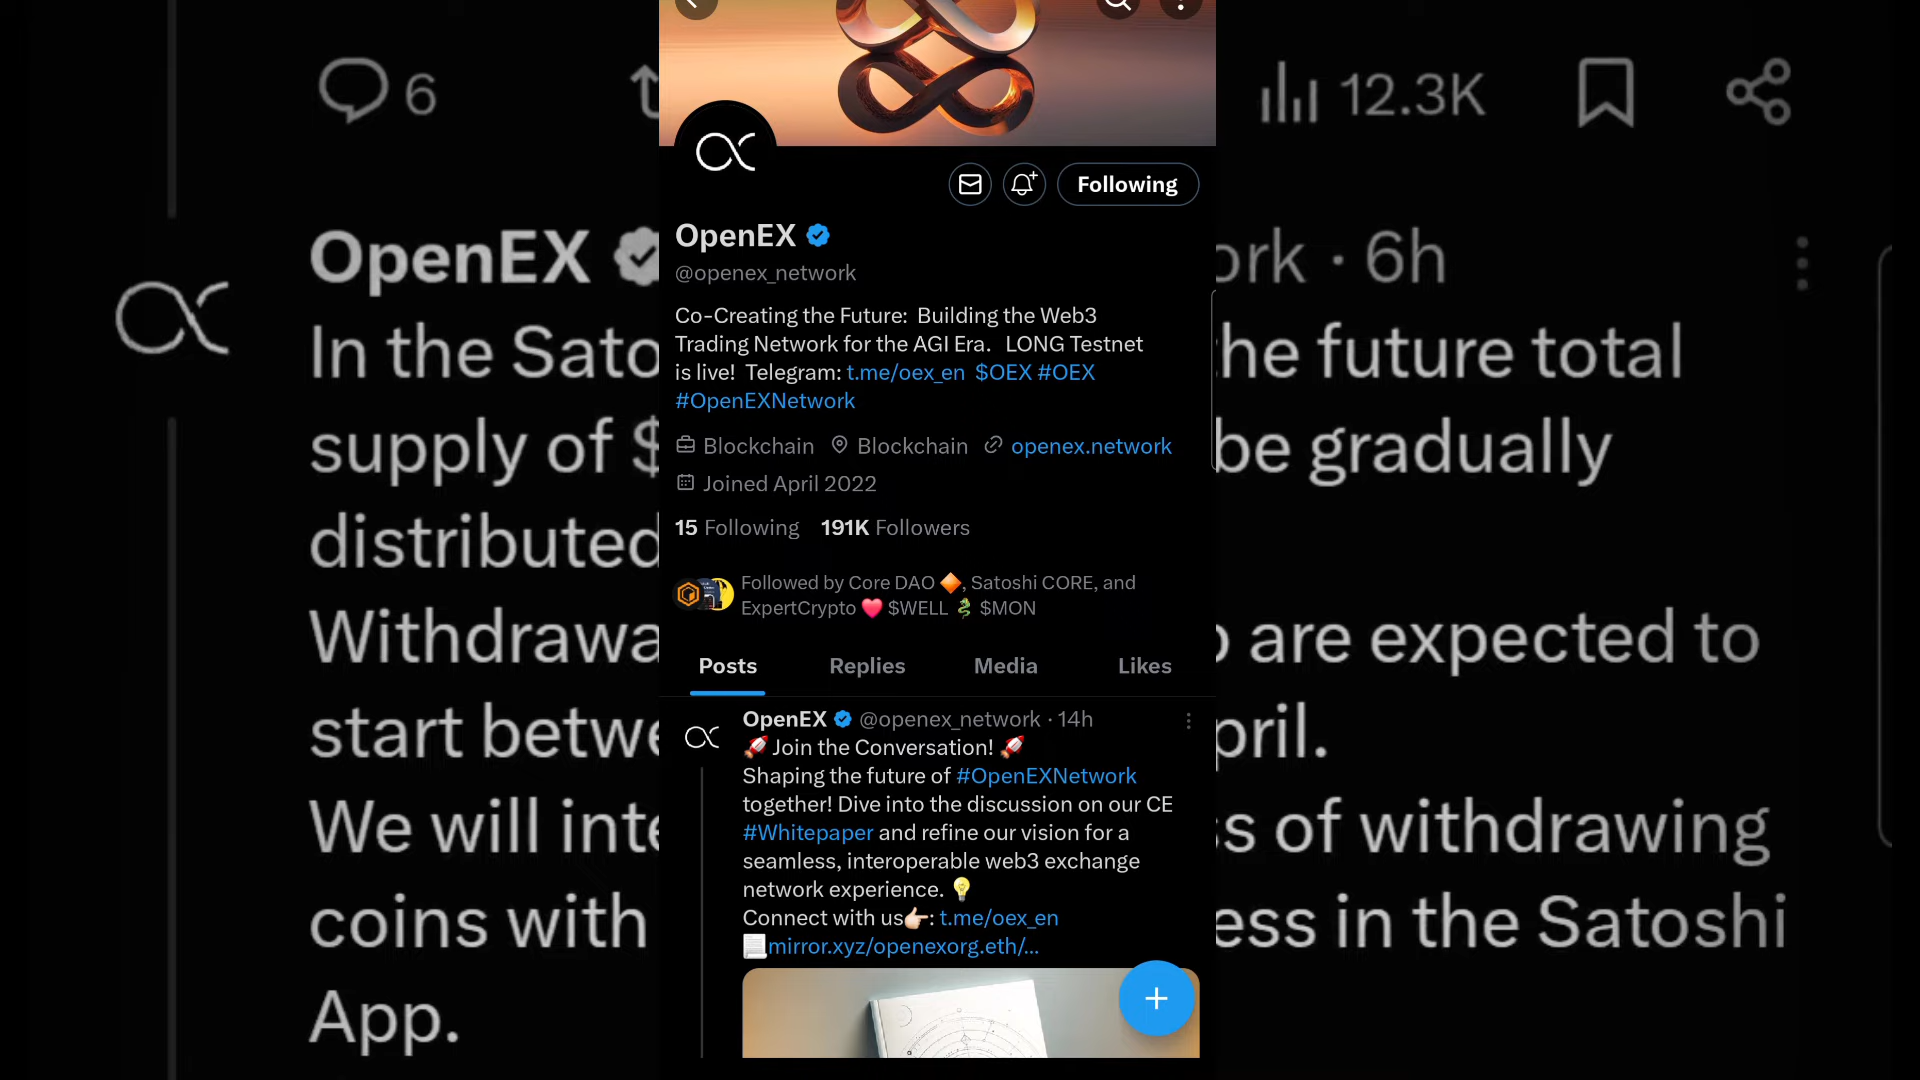 6
12.3K
OpenEX
ork · 6h
In the Sato
he future total
supply of $
be gradually
distributed
Withdrawa
are expected to
start betwe
pril.
We will inte
s of withdrawing
coins with
ess in the Satoshi
App.
Following
OpenEX
@openex_network
Co-Creating the Future: Building the Web3
Trading Network for the AGI Era. LONG Testnet
is live! Telegram: t.me/oex_en $OEX #OEX
#OpenEXNetwork
Blockchain Blockchain openex.network
Joined April 2022
15 Following 191K Followers
Followed by Core DAO 🔶, Satoshi CORE, and
ExpertCrypto ❤️ $WELL 🐉 $MON
Posts Replies Media Likes
OpenEX @openex_network · 14h
🚀 Join the Conversation! 🚀
Shaping the future of #OpenEXNetwork
together! Dive into the discussion on our CE
#Whitepaper and refine our vision for a
seamless, interoperable web3 exchange
network experience. 💡
Connect with us👉🏻: t.me/oex_en
📃mirror.xyz/openexorg.eth/...